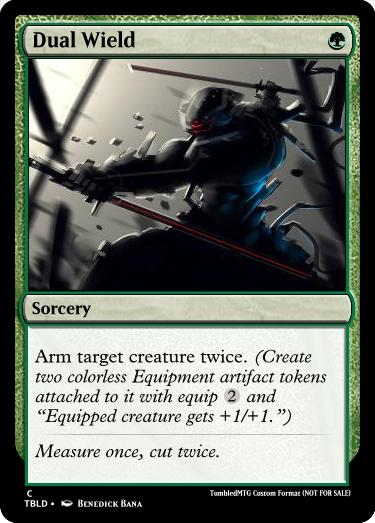 Dual Wield
Sorcery
Arm target creature twice. (Create
two colorless Equipment artifact tokens
attached to it with equip 2 and
“Equipped creature gets +1/+1.”)
Measure once, cut twice.
C
TumbledMTG Custom Format (NOT FOR SALE)
TBLD • Benedick Bana